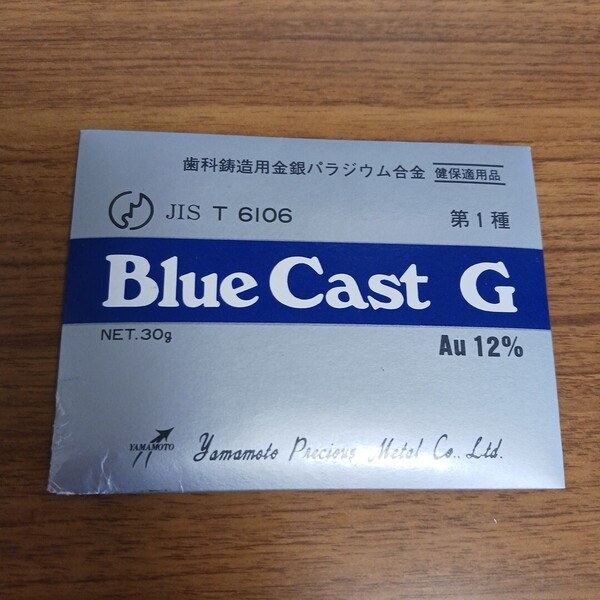 歯科鋳造用金銀パラジウム合金 健保適用品
JIS T 6106 第1種
Blue Cast G
NET.30g Au 12%
YAMAMOTO Yamamoto Precious Metal Co., Ltd.